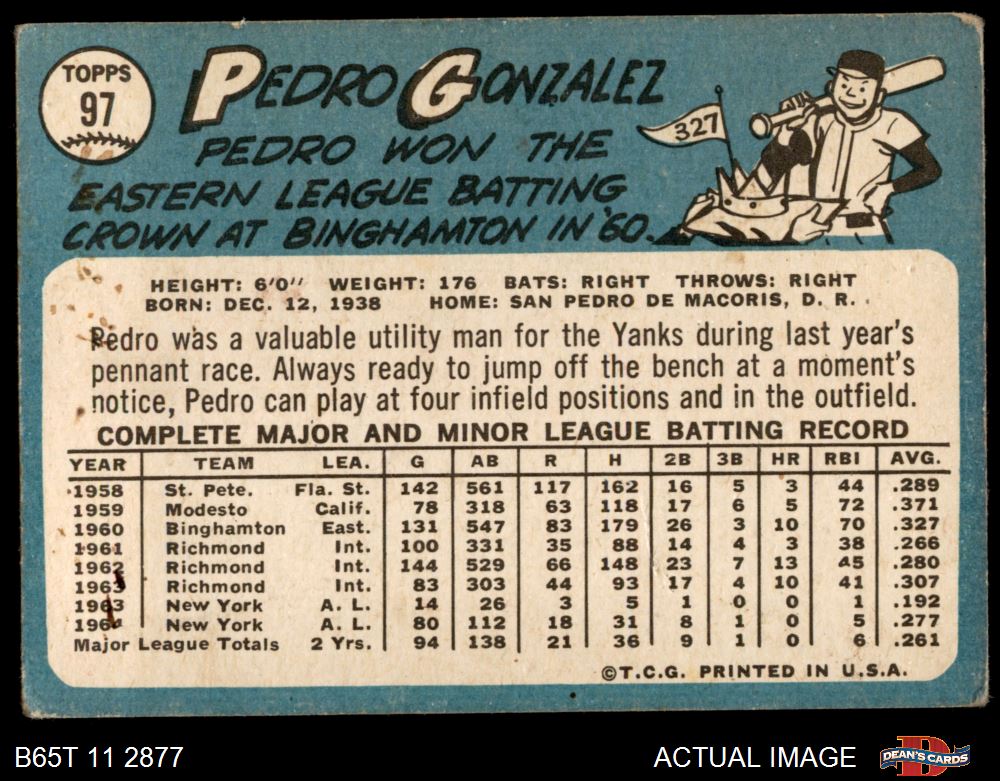 TOPPS
97
PEDRO GONZALEZ
PEDRO WON THE
EASTERN LEAGUE BATTING
CROWN AT BINGHAMTON IN '60.
327
HEIGHT: 6'0" WEIGHT: 176 BATS: RIGHT THROWS: RIGHT
BORN: DEC. 12, 1938 HOME: SAN PEDRO DE MACORIS, D. R.
Pedro was a valuable utility man for the Yanks during last year's
pennant race. Always ready to jump off the bench at a moment's
notice, Pedro can play at four infield positions and in the outfield.
COMPLETE MAJOR AND MINOR LEAGUE BATTING RECORD
YEAR TEAM LEA. G AB R H 2B 3B HR RBI AVG.
1958 St. Pete. Fla. St. 142 561 117 162 16 5 3 44 .289
1959 Modesto Calif. 78 318 63 118 17 6 5 72 .371
1960 Binghamton East. 131 547 83 179 26 3 10 70 .327
1961 Richmond Int. 100 331 35 88 14 4 3 38 .266
1962 Richmond Int. 144 529 66 148 23 7 13 45 .280
1963 Richmond Int. 83 303 44 93 17 4 10 41 .307
1963 New York A. L. 14 26 3 5 1 0 0 1 .192
1964 New York A. L. 80 112 18 31 8 1 0 5 .277
Major League Totals 2 Yrs. 94 138 21 36 9 1 0 6 .261
©T.C.G. PRINTED IN U.S.A.
B65T 11 2877 ACTUAL IMAGE DEAN'S CARDS